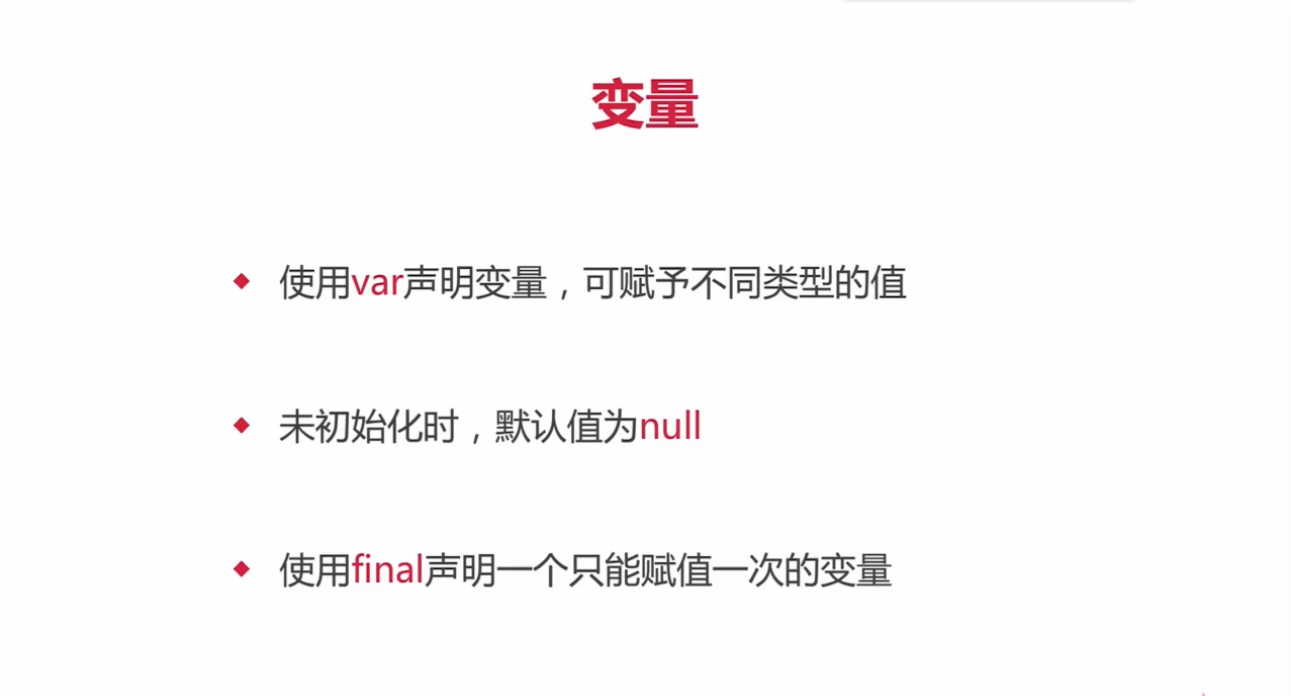 变量
使用var声明变量，可赋予不同类型的值
未初始化时，默认值为null
使用final声明一个只能赋值一次的变量